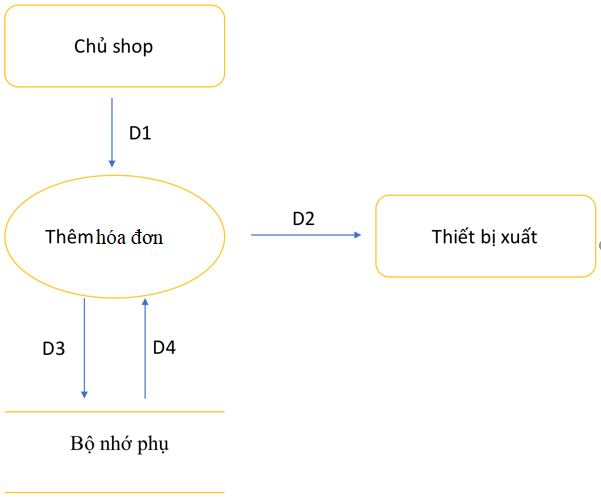 Chủ shop
D1
Thêm hóa đơn
D2
Thiết bị xuất
D3
D4
Bộ nhớ phụ